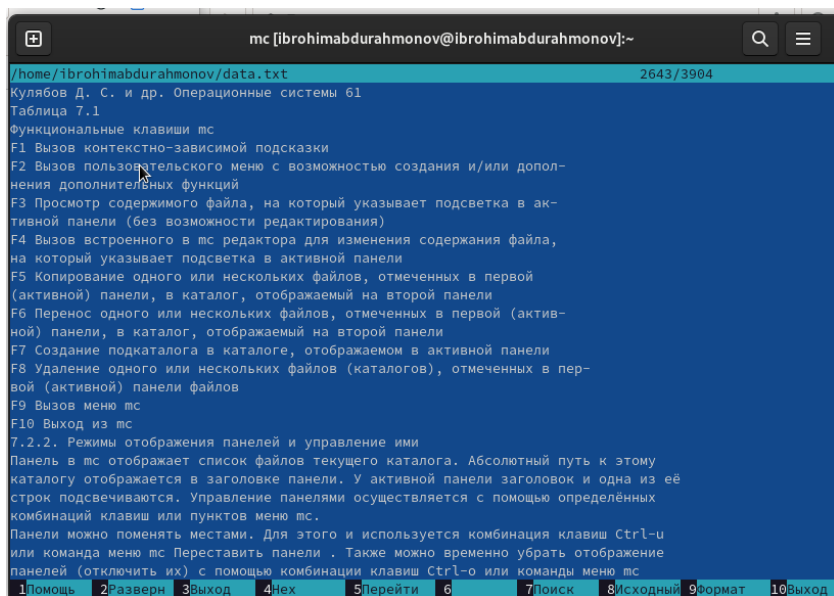 mc [ibrohimabdurahmonov@ibrohimabdurahmonov]:~
/home/ibrohimabdurahmonov/data.txt 2643/3904
Кулябов Д. С. и др. Операционные системы 61
Таблица 7.1
Функциональные клавиши mc
F1 Вызов контекстно-зависимой подсказки
F2 Вызов пользовательского меню с возможностью создания и/или допол-
нения дополнительных функций
F3 Просмотр содержимого файла, на который указывает подсветка в ак-
тивной панели (без возможности редактирования)
F4 Вызов встроенного в mc редактора для изменения содержания файла,
на который указывает подсветка в активной панели
F5 Копирование одного или нескольких файлов, отмеченных в первой
(активной) панели, в каталог, отображаемый на второй панели
F6 Перенос одного или нескольких файлов, отмеченных в первой (актив-
ной) панели, в каталог, отображаемый на второй панели
F7 Создание подкаталога в каталоге, отображаемом в активной панели
F8 Удаление одного или нескольких файлов (каталогов), отмеченных в пер-
вой (активной) панели файлов
F9 Вызов меню mc
F10 Выход из mc
7.2.2. Режимы отображения панелей и управление ими
Панель в mc отображает список файлов текущего каталога. Абсолютный путь к этому
каталогу отображается в заголовке панели. У активной панели заголовок и одна из её
строк подсвечиваются. Управление панелями осуществляется с помощью определённых
комбинаций клавиш или пунктов меню mc.
Панели можно поменять местами. Для этого и используется комбинация клавиш Ctrl-u
или команда меню mc Переставить панели . Также можно временно убрать отображение
панелей (отключить их) с помощью комбинации клавиш Ctrl-o или команды меню mc
1Помощь 2Разверн 3Выход 4Hex 5Перейти 6 7Поиск 8Исходный 9Формат 10Выход